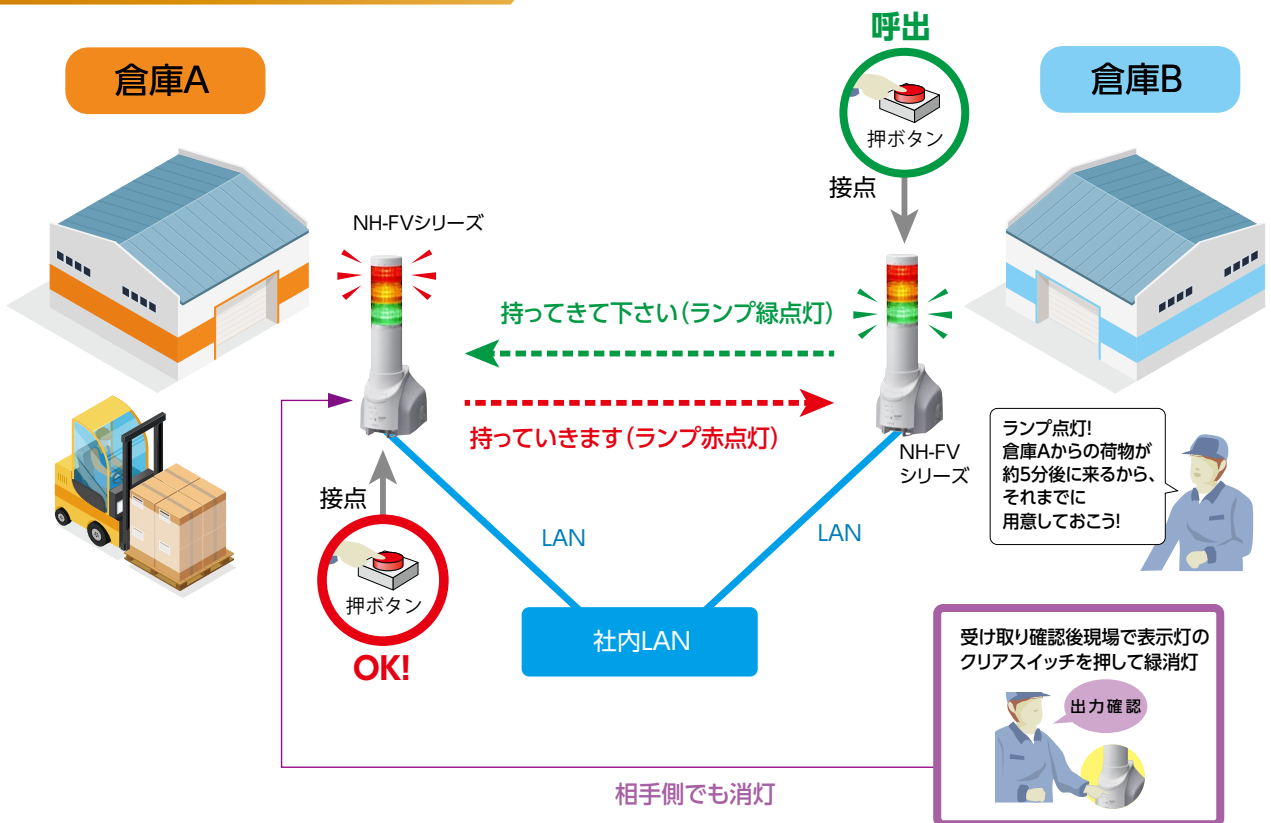 呼出
倉庫A
倉庫B
押ボタン
接点
NH-FVシリーズ
持ってきて下さい(ランプ緑点灯)
持っていきます(ランプ赤点灯)
NH-FV
シリーズ
ランプ点灯!
倉庫Aからの荷物が
約5分後に来るから、
それまでに
用意しておこう!
接点
LAN
LAN
押ボタン
OK!
社内LAN
受け取り確認後現場で表示灯の
クリアスイッチを押して緑消灯
出力確認
相手側でも消灯